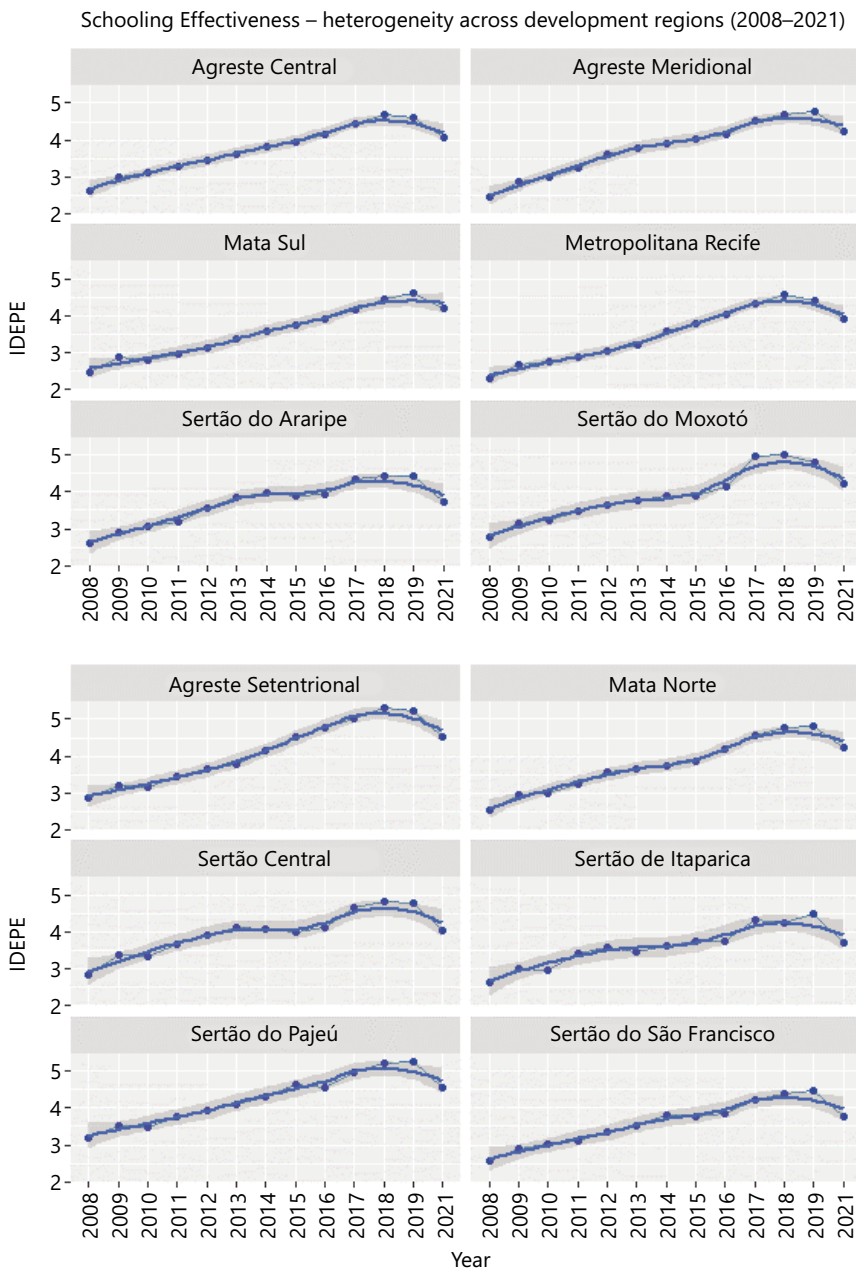 Schooling Effectiveness – heterogeneity across development regions (2008–2021)
Agreste Central
Agreste Meridional
5
4
3
2
Mata Sul
Metropolitana Recife
IDEPE
5
4
3
2
Sertão do Araripe
Sertão do Moxotó
5
4
3
2
2008 2009 2010 2011 2012 2013 2014 2015 2016 2017 2018 2019 2021
2008 2009 2010 2011 2012 2013 2014 2015 2016 2017 2018 2019 2021
Agreste Setentrional
Mata Norte
5
4
3
2
Sertão Central
Sertão de Itaparica
IDEPE
5
4
3
2
Sertão do Pajeú
Sertão do São Francisco
5
4
3
2
2008 2009 2010 2011 2012 2013 2014 2015 2016 2017 2018 2019 2021
2008 2009 2010 2011 2012 2013 2014 2015 2016 2017 2018 2019 2021
Year